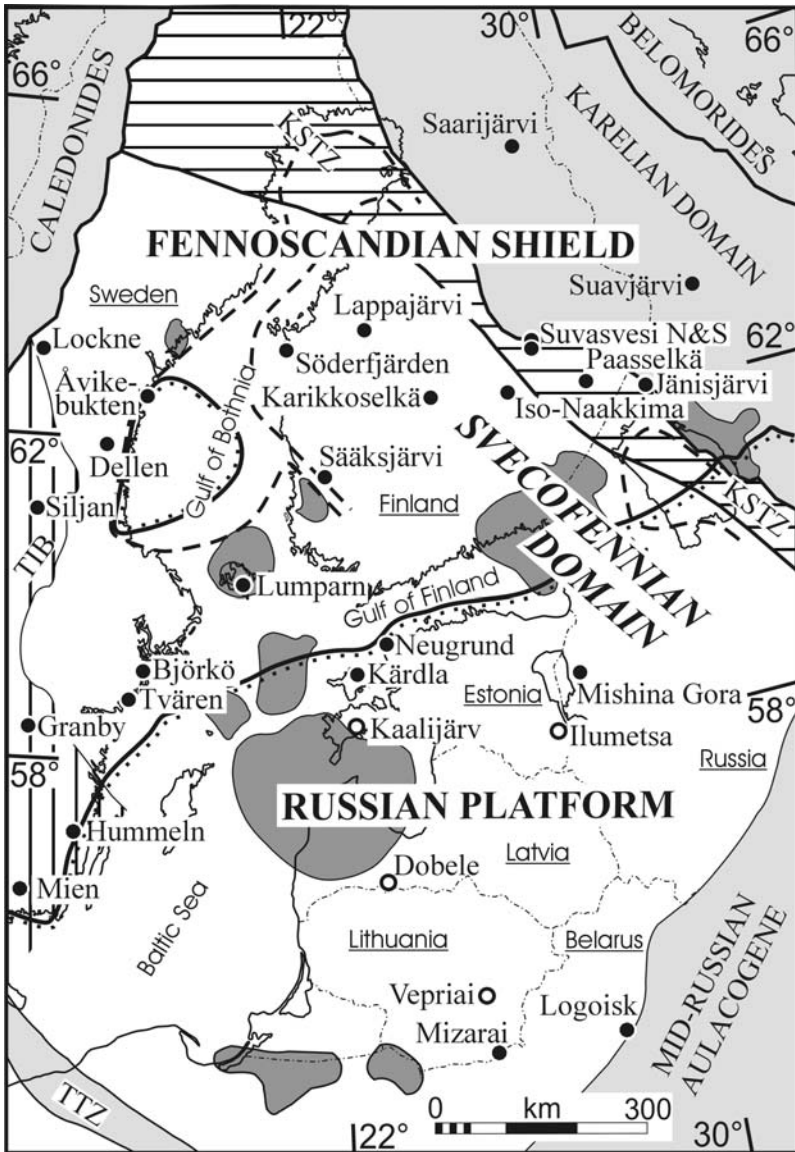 22°
30°
66°
66°
CALEDONIDES
BELOMORIDES
KARELIAN DOMAIN
KSTZ
Saarijärvi
FENNOSCANDIAN SHIELD
Sweden
Suavjärvi
Lappajärvi
Lockne
Söderfjärden
Suvasvesi N&S
62°
Paasselkä
Åvike-
bukten
Karikkoselkä
Jänisjärvi
Iso-Naakkima
62°
Gulf of Bothnia
Dellen
Sääksjärvi
SVECOFENNIAN
DOMAIN
Siljan
Finland
KSTZ
TIB
Lumparn
Gulf of Finland
Neugrund
Björkö
Kärdla
Estonia
Mishina Gora
Tvären
58°
Granby
Kaalijärv
Ilumetsa
Russia
58°
RUSSIAN PLATFORM
Hummeln
Latvia
Dobele
Mien
Baltic Sea
Lithuania
Belarus
MID-RUSSIAN
AULACOGENE
Vepriai
Logoisk
Mizarai
TTZ
0 km 300
22°
30°